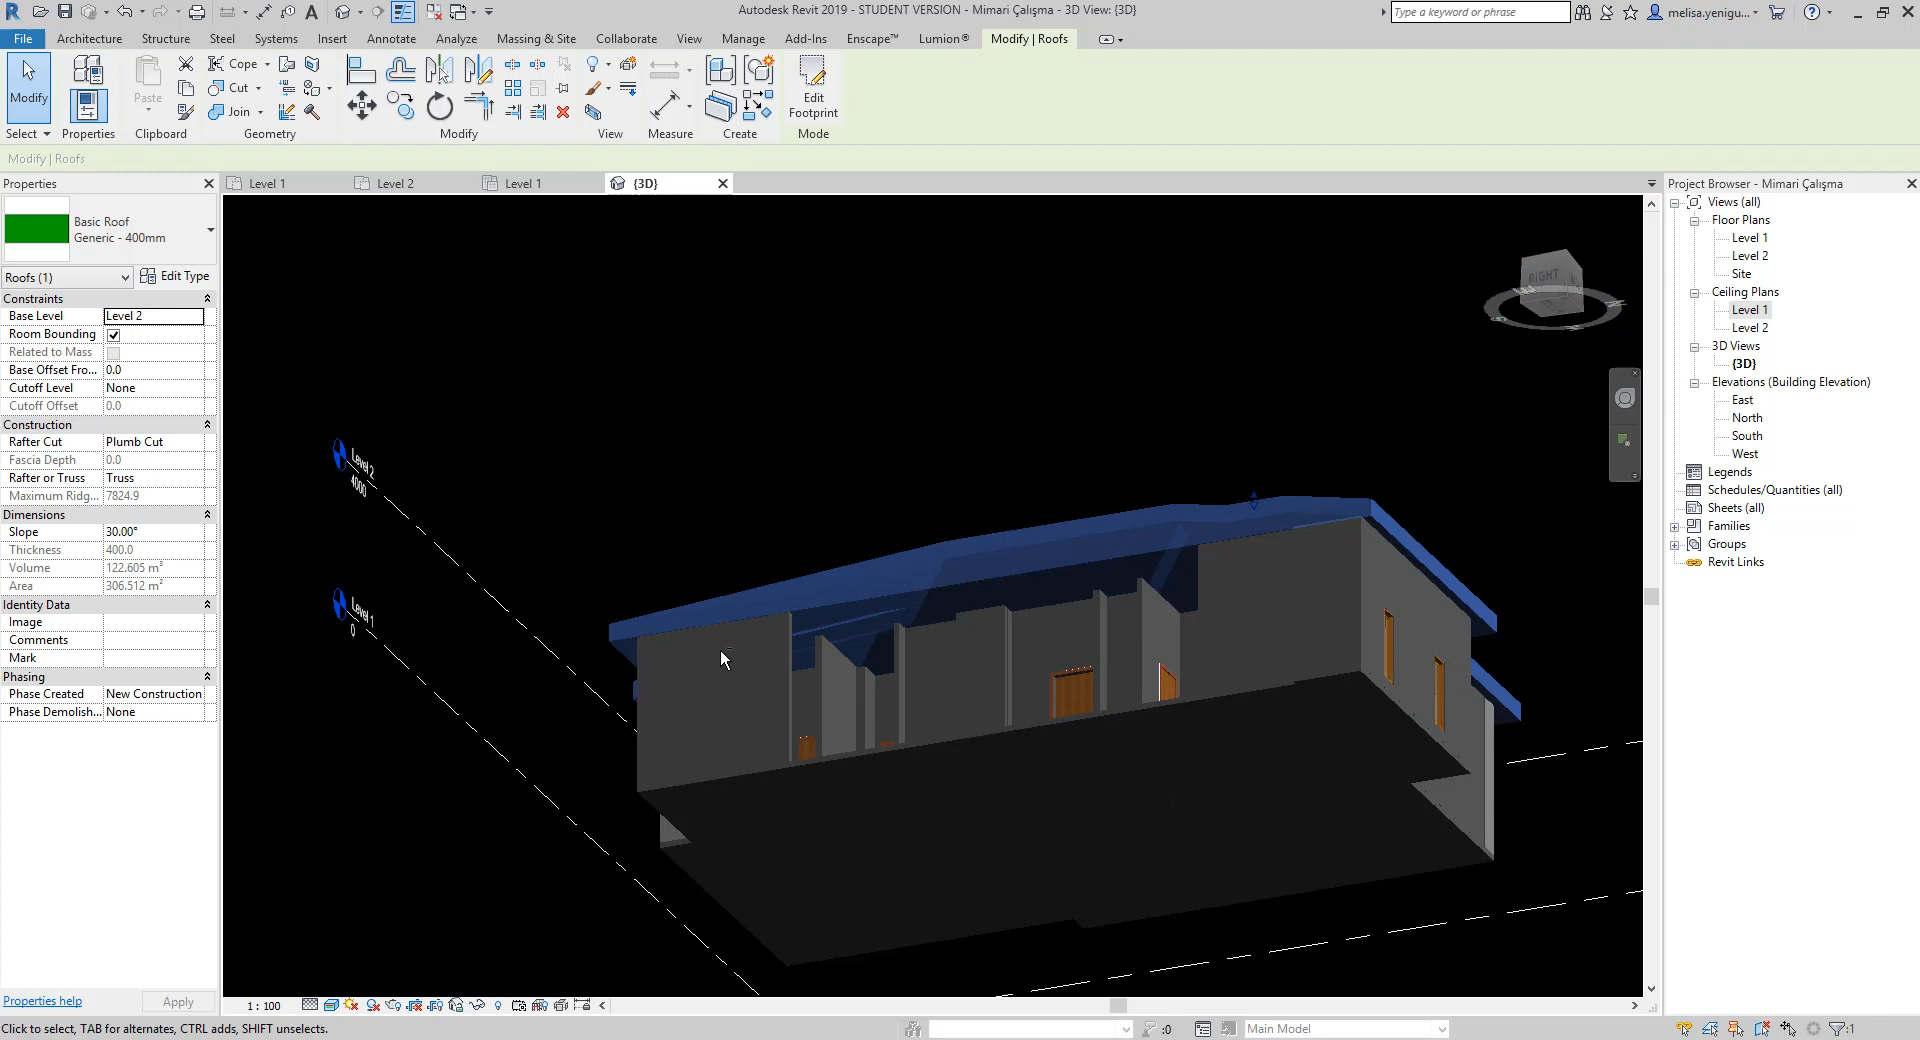 Autodesk Revit 2019 - STUDENT VERSION - Mimari Çalışma - 3D View: {3D}
Type a keyword or phrase
melisa.yenigu...
File Architecture Structure Steel Systems Insert Annotate Analyze Massing & Site Collaborate View Manage Add-Ins Enscape™ Lumion® Modify | Roofs
Modify
Paste
Cope
Cut
Join
Edit
Footprint
Select Properties Clipboard Geometry Modify View Measure Create Mode
Modify | Roofs
Properties
Level 1
Level 2
Level 1
{3D}
Project Browser - Mimari Çalışma
Basic Roof
Generic - 400mm
Roofs (1)
Edit Type
Constraints
Base Level Level 2
Room Bounding
Related to Mass
Base Offset Fro... 0.0
Cutoff Level None
Cutoff Offset 0.0
Construction
Rafter Cut Plumb Cut
Fascia Depth 0.0
Rafter or Truss Truss
Maximum Ridg... 7824.9
Dimensions
Slope 30.00°
Thickness 400.0
Volume 122.605 m³
Area 306.512 m²
Identity Data
Image
Comments
Mark
Phasing
Phase Created New Construction
Phase Demolish... None
Properties help
Apply
RIGHT
Level 2
4000
Level 1
0
Views (all)
Floor Plans
Level 1
Level 2
Site
Ceiling Plans
Level 1
Level 2
3D Views
{3D}
Elevations (Building Elevation)
East
North
South
West
Legends
Schedules/Quantities (all)
Sheets (all)
Families
Groups
Revit Links
1 : 100
Click to select, TAB for alternates, CTRL adds, SHIFT unselects.
:0
Main Model
:1